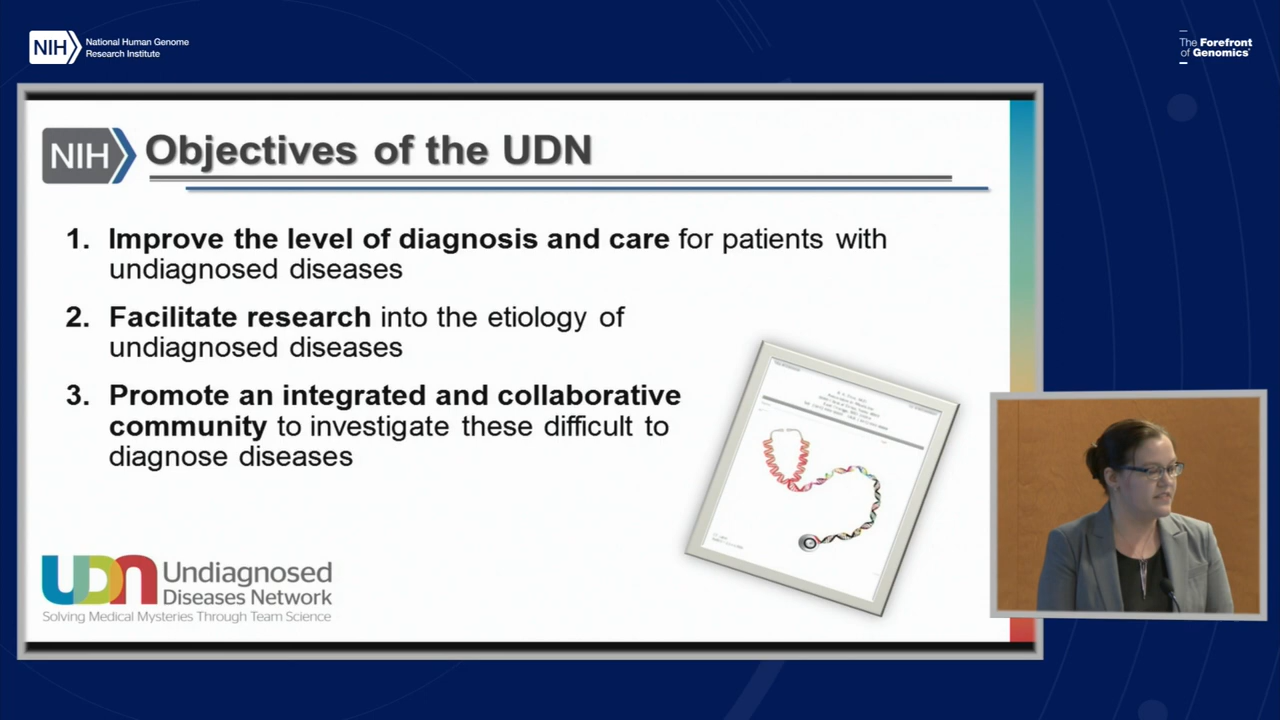 NIH
National Human Genome
Research Institute
The Forefront
of Genomics®
NIH
Objectives of the UDN
1. Improve the level of diagnosis and care for patients with
undiagnosed diseases
2. Facilitate research into the etiology of
undiagnosed diseases
3. Promote an integrated and collaborative
community to investigate these difficult to
diagnose diseases
UDN
Undiagnosed
Diseases Network
Solving Medical Mysteries Through Team Science